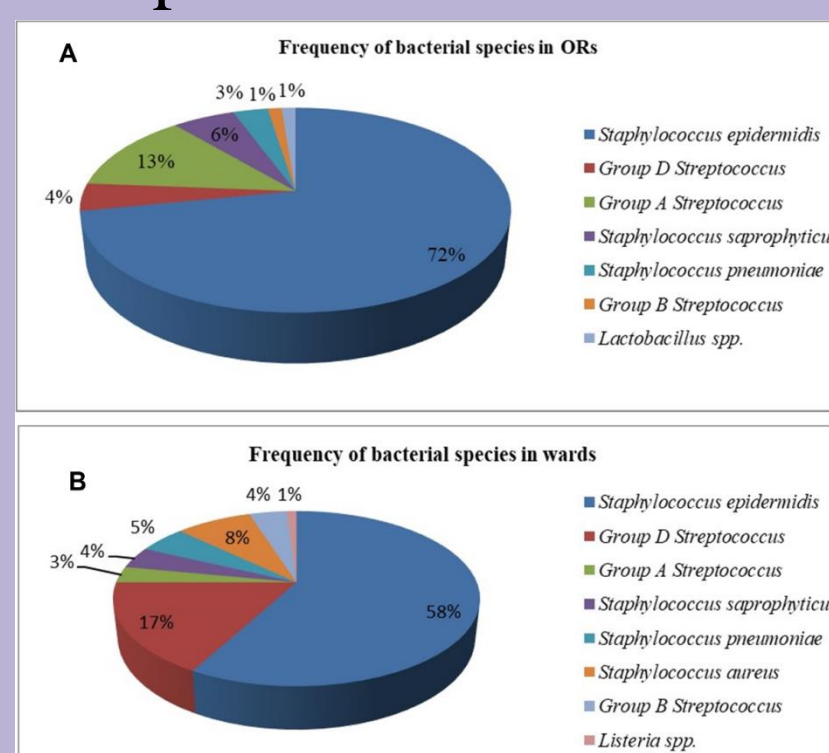 A
Frequency of bacterial species in ORs
3% 1% 1%
6%
13%
4%
72%
Staphylococcus epidermidis
Group D Streptococcus
Group A Streptococcus
Staphylococcus saprophyticu
Staphylococcus pneumoniae
Group B Streptococcus
Lactobacillus spp.
B
Frequency of bacterial species in wards
4% 1%
5%
8%
4%
3%
17%
58%
Staphylococcus epidermidis
Group D Streptococcus
Group A Streptococcus
Staphylococcus saprophyticu
Staphylococcus pneumoniae
Staphylococcus aureus
Group B Streptococcus
Listeria spp.